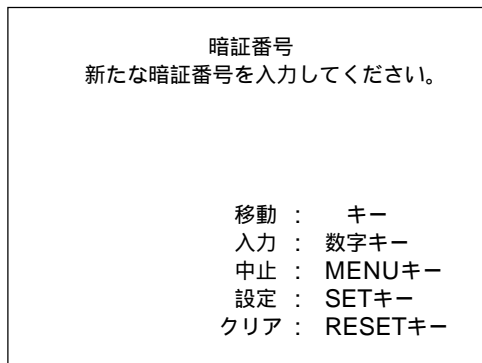 暗証番号
新たな暗証番号を入力してください。
移動 : キー
入力 : 数字キー
中止 : MENUキー
設定 : SETキー
クリア : RESETキー